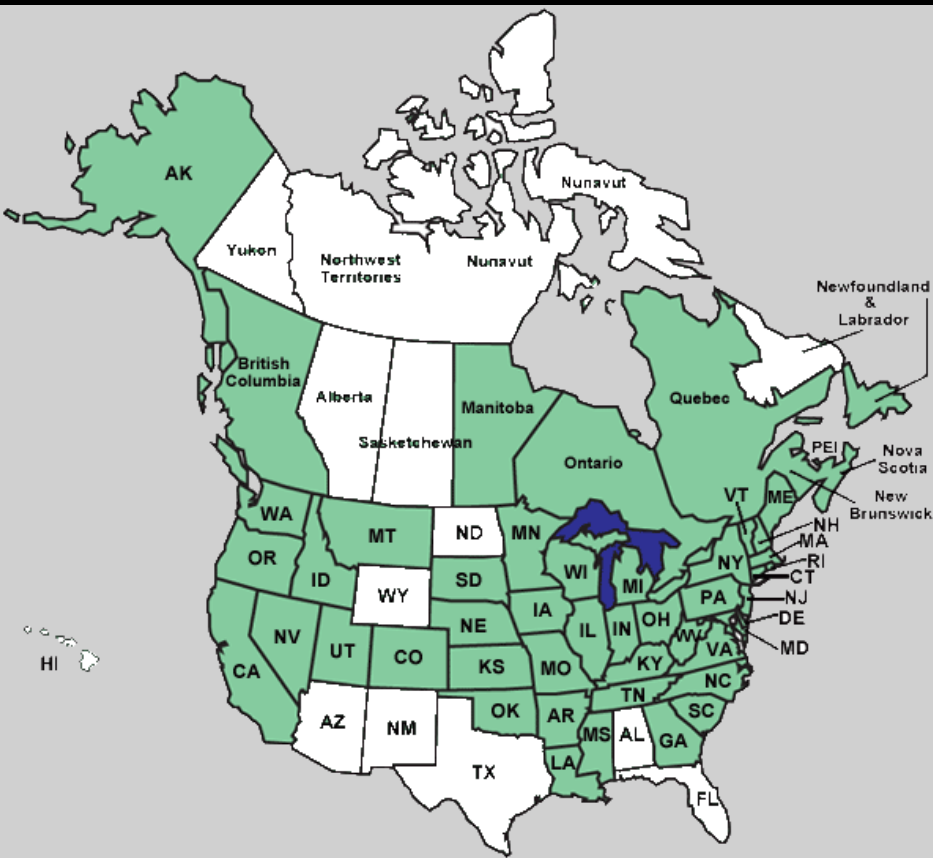 AK
Yukon
Northwest
Territories
Nunavut
Nunavut
Newfoundland
&
Labrador
British
Columbia
Alberta
Sasketchewan
Manitoba
Ontario
Quebec
PEI
Nova
Scotia
New
Brunswick
WA
OR
ID
MT
ND
MN
WY
SD
WI
MI
NY
VT
ME
NH
MA
RI
CT
NJ
DE
MD
PA
NE
IA
IL
IN
OH
WV
VA
NV
UT
CO
KS
MO
KY
CA
HI
AZ
NM
OK
AR
TN
NC
SC
TX
LA
MS
AL
GA
FL